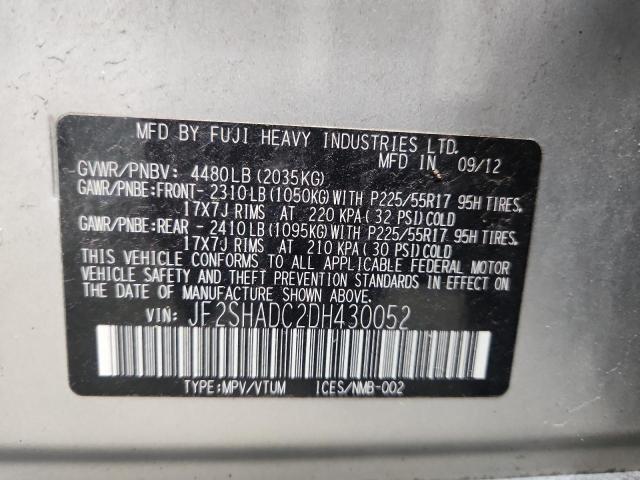 MFD BY FUJI HEAVY INDUSTRIES LTD.
MFD IN 09/12
GVWR/PNBV: 4480LB (2035KG)
GAWR/PNBE:FRONT- 2310LB (1050KG) WITH P225/55R17 95H TIRES,
17X7J RIMS AT 220 KPA (32 PSI) COLD
GAWR/PNBE:REAR - 2410LB (1095KG) WITH P225/55R17 95H TIRES,
17X7J RIMS AT 210 KPA (30 PSI) COLD
THIS VEHICLE CONFORMS TO ALL APPLICABLE FEDERAL MOTOR
VEHICLE SAFETY AND THEFT PREVENTION STANDARDS IN EFFECT ON
THE DATE OF MANUFACTURE SHOWN ABOVE.
VIN: JF2SHADC2DH430052
TYPE:MPV/VTUM ICES/NMB-002